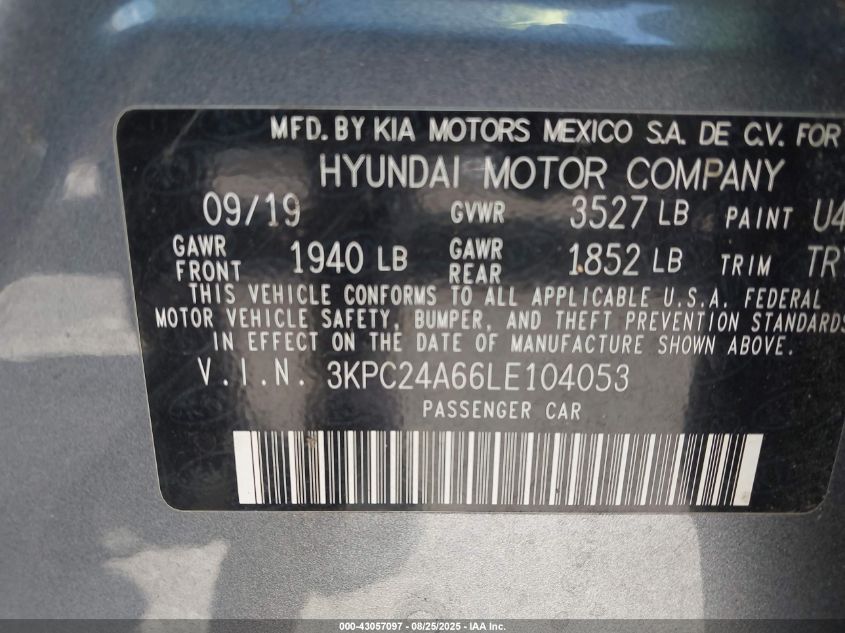 MFD. BY KIA MOTORS MEXICO S.A. DE C.V. FOR
HYUNDAI MOTOR COMPANY
09/19 GVWR 3527 LB PAINT U4
GAWR FRONT 1940 LB GAWR REAR 1852 LB TRIM
THIS VEHICLE CONFORMS TO ALL APPLICABLE U.S.A. FEDERAL
MOTOR VEHICLE SAFETY, BUMPER, AND THEFT PREVENTION STANDARDS
IN EFFECT ON THE DATE OF MANUFACTURE SHOWN ABOVE.
V.I.N. 3KPC24A66LE104053
PASSENGER CAR
000-43057097 - 08/25/2025 - IAA Inc.